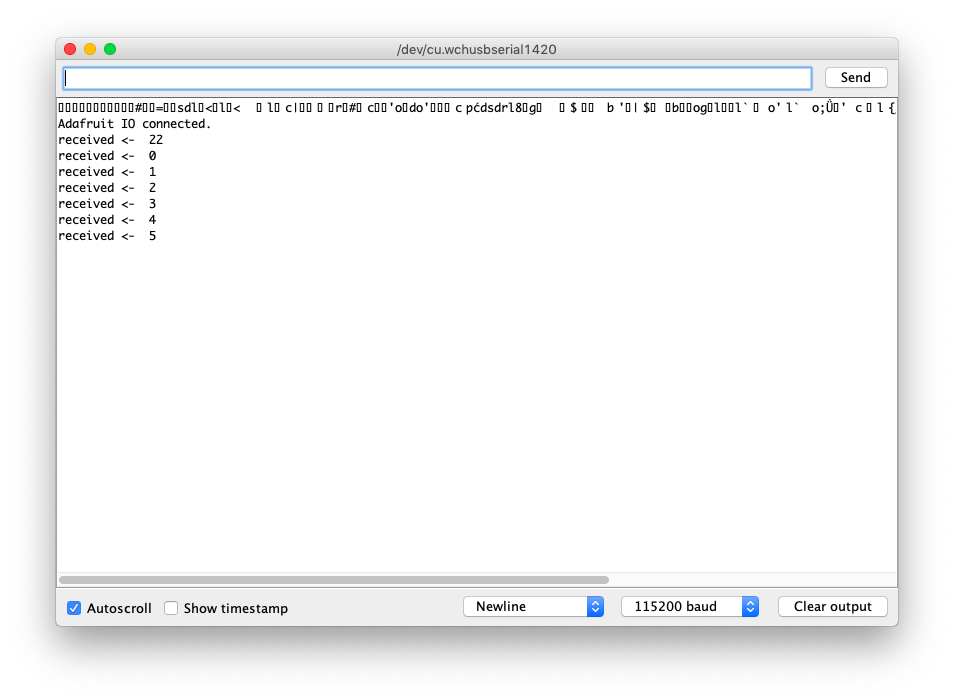 /dev/cu.wchusbserial1420
Send
Adafruit IO connected.
received <-  22
received <-  0
received <-  1
received <-  2
received <-  3
received <-  4
received <-  5
Autoscroll
Show timestamp
Newline
115200 baud
Clear output